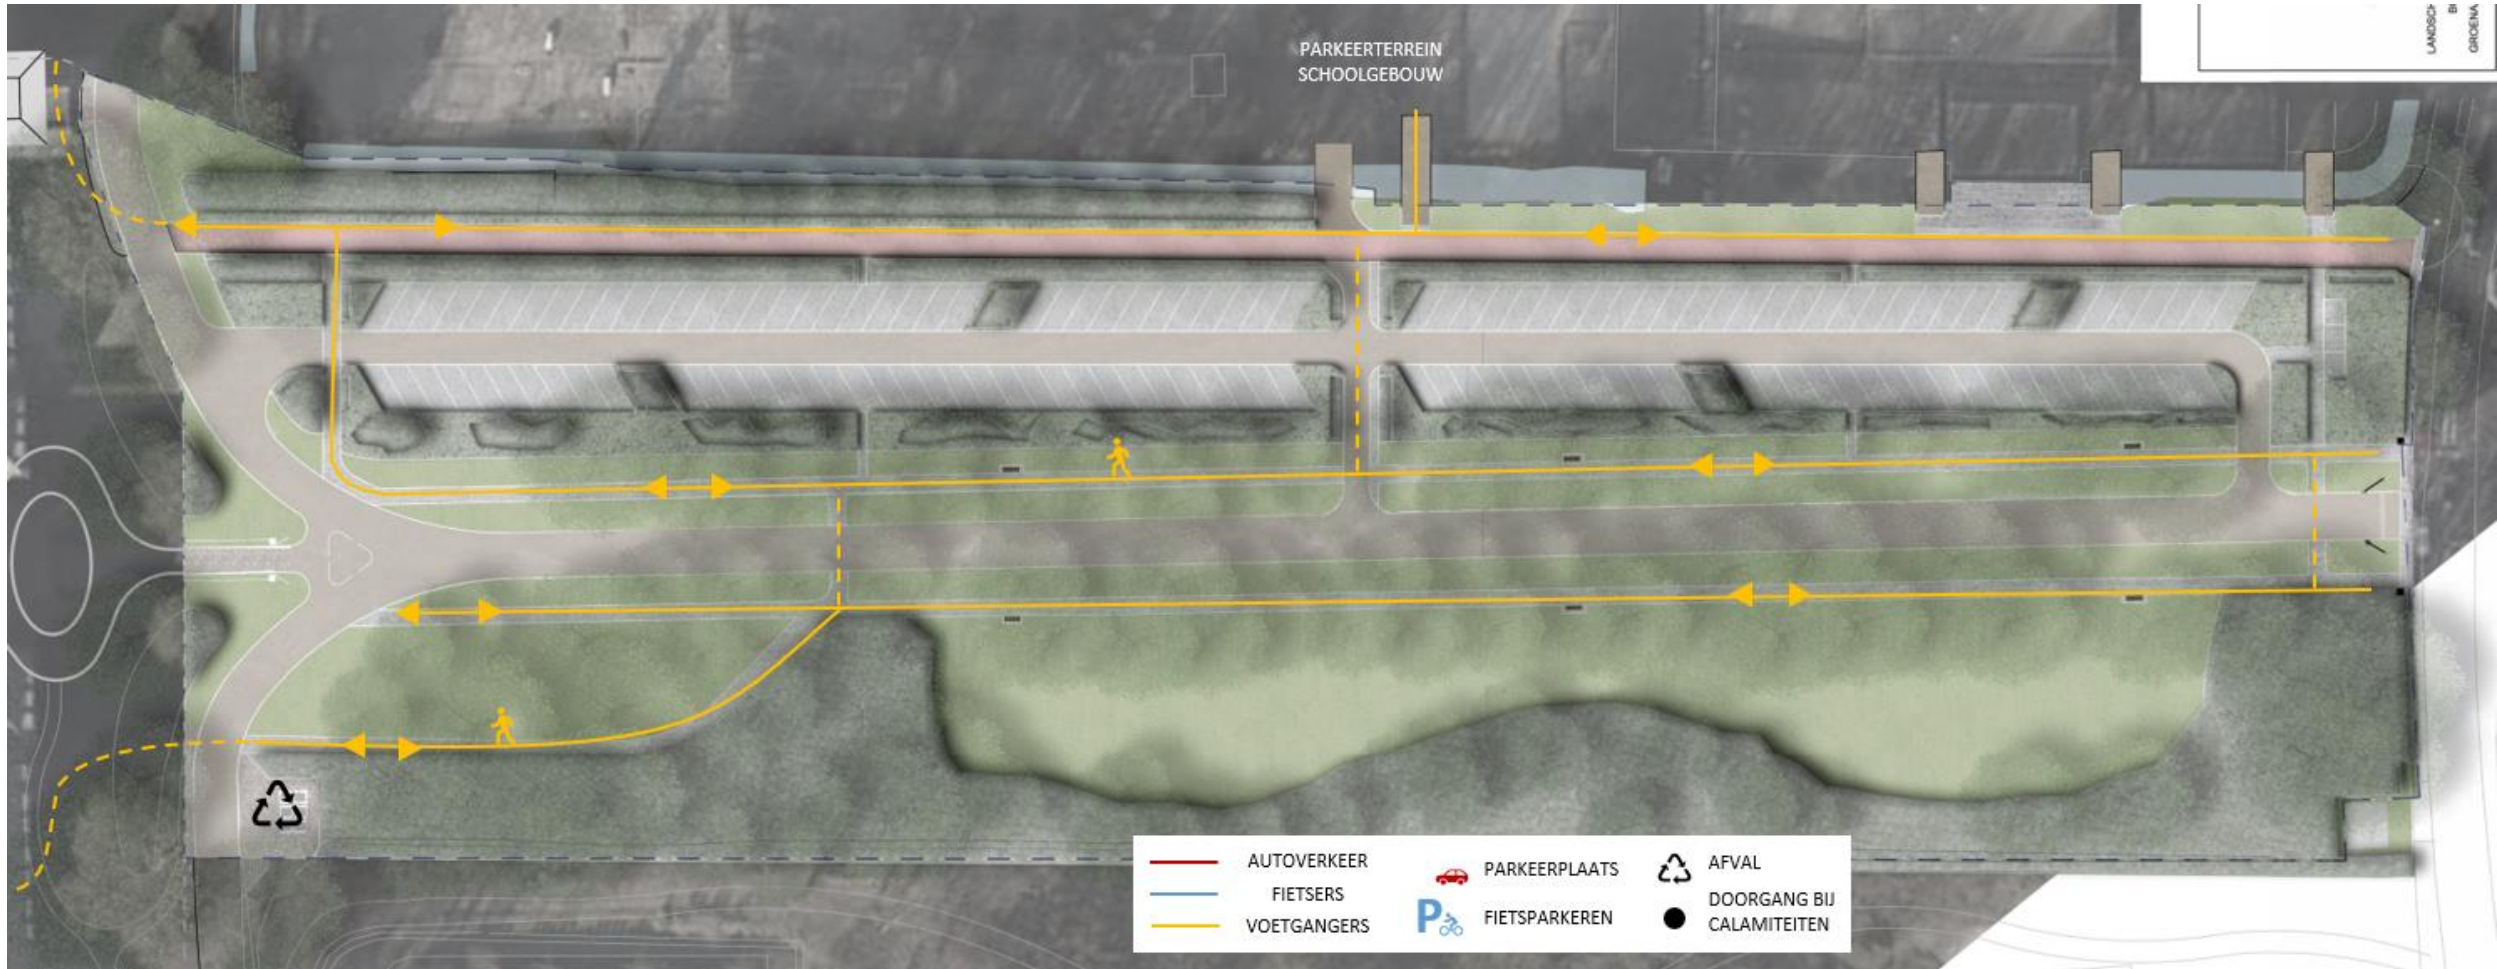 PARKEERTERREIN
SCHOOLGEBOUW
AUTOVERKEER
FIETSERS
VOETGANGERS
PARKEERPLAATS
P
FIETSPARKEREN
AFVAL
DOORGANG BIJ
CALAMITEITEN